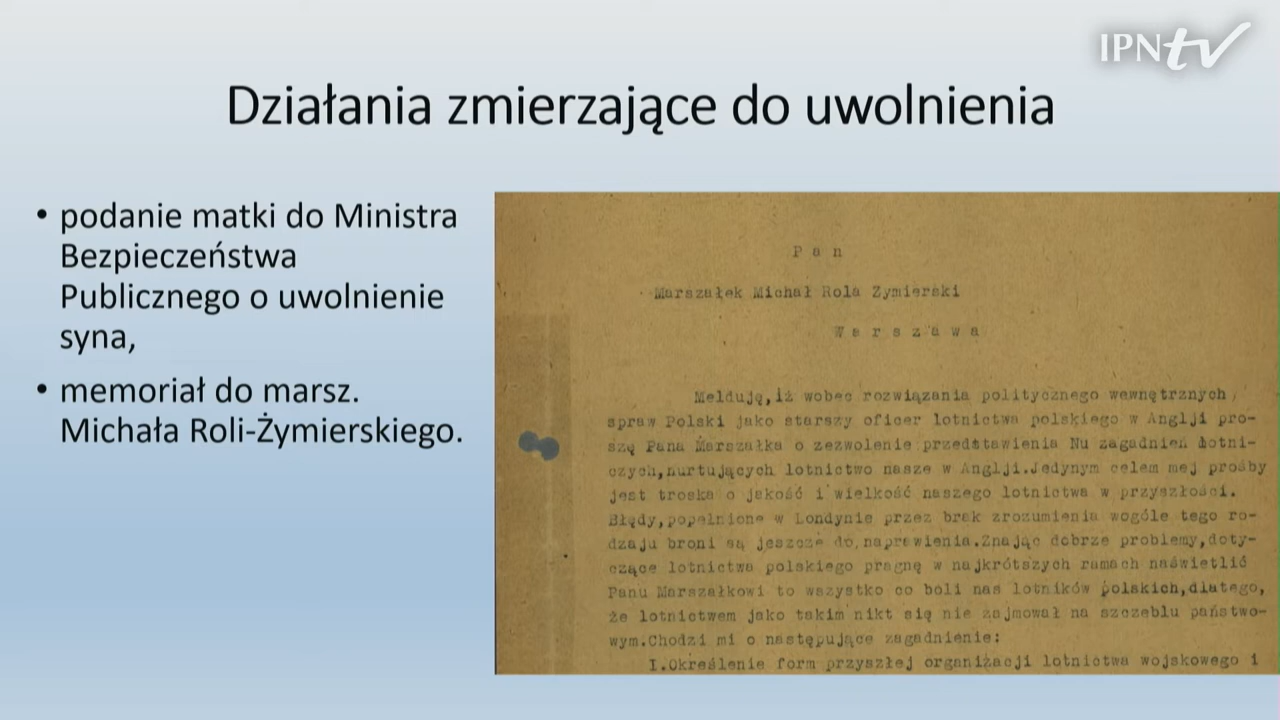 IPNtv
Działania zmierzające do uwolnienia
• podanie matki do Ministra
Bezpieczeństwa
Publicznego o uwolnienie
syna,
• memoriał do marsz.
Michała Roli-Żymierskiego.
P a n
Marszałek Michał Rola Zymierski
W a r s z a w a
Melduję,iż wobec rozwiązania politycznego wewnętrznych
spraw Polski jako starszy oficer lotnictwa polskiego w Anglji pro-
szę Pana Marszałka o zezwolenie przedstawienia Mu zagadnień lotni-
czych,nurtujących lotnictwo nasze w Anglji.Jedynym celem mej prośby
jest troska o jakość i wielkość naszego lotnictwa w przyszłości.
Błędy,popełnione w Londynie przez brak zrozumienia wogóle tego ro-
dzaju broni są jeszcze do naprawienia.Znając dobrze problemy,doty-
czące lotnictwa polskiego pragnę w najkrótszych ramach naświetlić
Panu Marszałkowi to wszystko co boli nas lotników polskich,dlatego,
że lotnictwem jako takim nikt się nie zajmował na szczeblu państwo-
wym.Chodzi mi o następujące zagadnienie:
I.Określenie form przyszłej organizacji lotnictwa wojskowego i